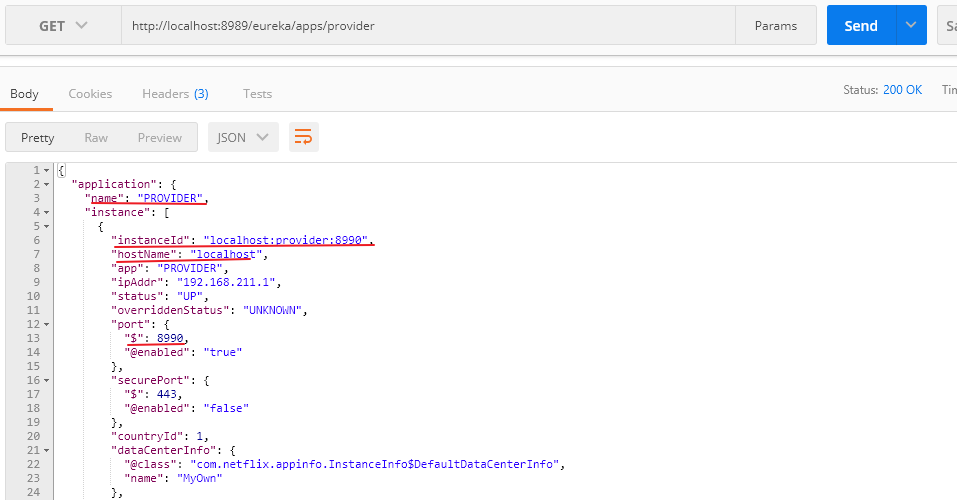 GET http://localhost:8989/eureka/apps/provider Params Send Sa
Body Cookies Headers (3) Tests Status: 200 OK Tim
Pretty Raw Preview JSON
1 {
2 "application": {
3 "name": "PROVIDER",
4 "instance": [
5 {
6 "instanceId": "localhost:provider:8990",
7 "hostName": "localhost",
8 "app": "PROVIDER",
9 "ipAddr": "192.168.211.1",
10 "status": "UP",
11 "overriddenStatus": "UNKNOWN",
12 "port": {
13 "$": 8990,
14 "@enabled": "true"
15 },
16 "securePort": {
17 "$": 443,
18 "@enabled": "false"
19 },
20 "countryId": 1,
21 "dataCenterInfo": {
22 "@class": "com.netflix.appinfo.InstanceInfo$DefaultDataCenterInfo",
23 "name": "MyOwn"
24 },